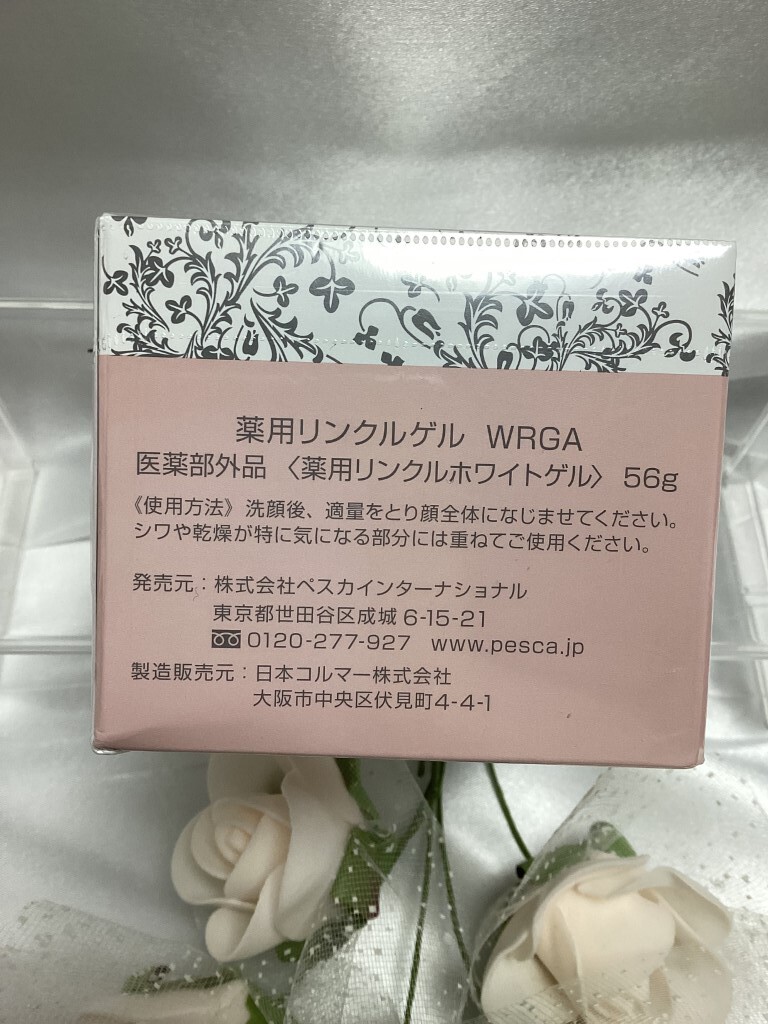 薬用リンクルゲル WRGA
医薬部外品 〈薬用リンクルホワイトゲル〉 56g
《使用方法》洗顔後、適量をとり顔全体になじませてください。
シワや乾燥が特に気になる部分には重ねてご使用ください。
発売元：株式会社ペスカインターナショナル
東京都世田谷区成城 6-15-21
0120-277-927 www.pesca.jp
製造販売元：日本コルマー株式会社
大阪市中央区伏見町4-4-1